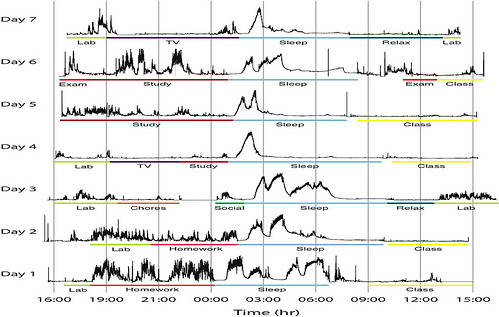 Day 7
Lab TV Sleep Relax Lab
Day 6
Exam Study Sleep Exam Class
Day 5
Study Sleep Class
Day 4
Lab TV Study Sleep Class
Day 3
Lab Chores Social Sleep Relax Lab
Day 2
Lab Homework Sleep Class
Day 1
Lab Homework Sleep Class
16:00 18:00 21:00 00:00 03:00 06:00 09:00 12:00 15:00
Time (hr)